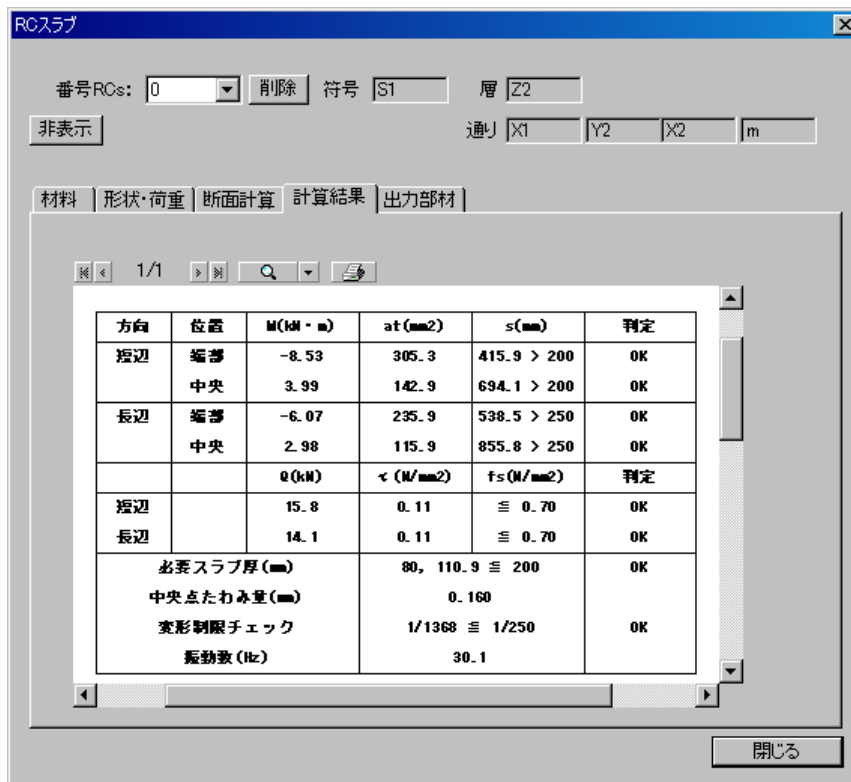 RCスラブ
番号RCs: 0 削除 符号 S1 層 Z2
非表示 通り X1 Y2 X2 m
材料 形状・荷重 断面計算 計算結果 出力部材
1/1
方向 位置 M(kN・m) at(mm2) s(mm) 判定
短辺 端部 -8.53 305.3 415.9 > 200 OK
中央 3.99 142.9 694.1 > 200 OK
長辺 端部 -6.07 235.9 538.5 > 250 OK
中央 2.98 115.9 855.8 > 250 OK
Q(kN) τ(N/mm2) fs(N/mm2) 判定
短辺 15.8 0.11 ≦ 0.70 OK
長辺 14.1 0.11 ≦ 0.70 OK
必要スラブ厚(mm) 80, 110.9 ≦ 200 OK
中央点たわみ量(mm) 0.160
変形制限チェック 1/1368 ≦ 1/250 OK
振動数(Hz) 30.1
閉じる